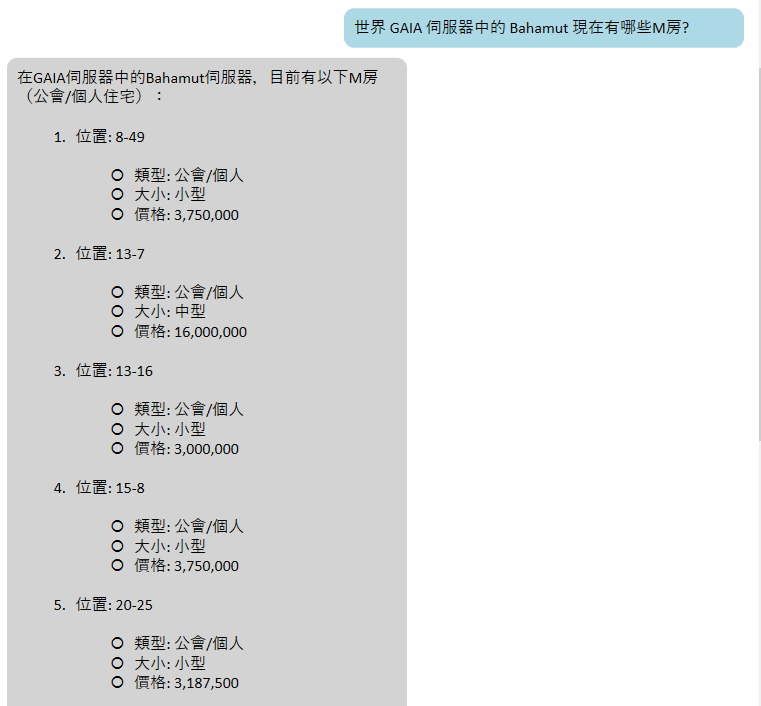 世界 GAIA 伺服器中的 Bahamut 現在有哪些M房?
在GAIA伺服器中的Bahamut伺服器，目前有以下M房
（公會/個人住宅）：
1. 位置: 8-49
類型: 公會/個人
大小: 小型
價格: 3,750,000
2. 位置: 13-7
類型: 公會/個人
大小: 中型
價格: 16,000,000
3. 位置: 13-16
類型: 公會/個人
大小: 小型
價格: 3,000,000
4. 位置: 15-8
類型: 公會/個人
大小: 小型
價格: 3,750,000
5. 位置: 20-25
類型: 公會/個人
大小: 小型
價格: 3,187,500